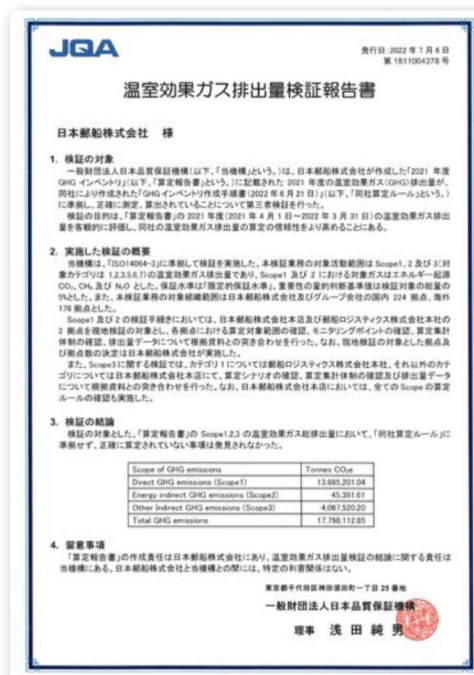 JQA
発行日:2022 年 7 月 6 日
第 1811004378 号
温室効果ガス排出量検証報告書
日本郵船株式会社 様
1. 検証の対象
一般財団法人日本品質保証機構(以下、「当機構」という。)は、日本郵船株式会社が作成した「2021 年度
GHG インベントリ」(以下、「算定報告書」という。)に記載された 2021 年度の温室効果ガス(GHG)排出量が、
同社により作成された「GHG インベントリ作成手順書(2022 年 6 月 21 日)」(以下、「同社算定ルール」という。)
に準拠し、正確に測定、算出されていることについて第三者検証を行った。
検証の目的は、「算定報告書」の 2021 年度(2021 年 4 月 1 日~2022 年 3 月 31 日)の温室効果ガス排出
量を客観的に評価し、同社の温室効果ガス排出量の算定の信頼性をより高めることにある。
2. 実施した検証の概要
当機構は、「ISO14064-3」に準拠して検証を実施した。本検証業務の対象活動範囲は Scope1、2 及び 3(対
象カテゴリは 1,2,3,5,6,7)の温室効果ガス排出量であり、Scope1 及び 2 における対象ガスはエネルギー起源
CO₂、CH₄ 及び N₂O とした。保証水準は「限定的保証水準」、重要性の量的判断基準値は検証対象の総量の
5%とした。また、本検証業務の対象組織範囲は日本郵船株式会社及びグループ会社の国内 224 拠点、海外
176 拠点とした。
Scope1 及び 2 の検証手続きにおいては、日本郵船株式会社本店及び郵船ロジスティクス株式会社本社の
2 拠点を現地検証の対象とし、各拠点における算定対象範囲の確認、モニタリングポイントの確認、算定集計
体制の確認、排出量データについて根拠資料との突き合わせを行った。なお、現地検証の対象とした拠点及
び拠点数の決定は日本郵船株式会社が実施した。
また、Scope3 に関する検証では、カテゴリ 1 については郵船ロジスティクス株式会社本社、それ以外のカテ
ゴリについては日本郵船株式会社本店にて、算定シナリオの確認、算定集計体制の確認及び排出量データ
について根拠資料との突き合わせを行った。なお、日本郵船株式会社本店においては、全ての Scope の算定
ルールの確認も実施した。
3. 検証の結論
検証の対象とした、「算定報告書」の Scope1,2,3 の温室効果ガス総排出量において、「同社算定ルール」に
準拠せず、正確に算定されていない事項は発見されなかった。
Scope of GHG emissions Tonnes CO₂e
Direct GHG emissions (Scope1) 13,685,201.04
Energy indirect GHG emissions (Scope2) 45,391.61
Other Indirect GHG emissions (Scope3) 4,067,520.20
Total GHG emissions 17,798,112.85
4. 留意事項
「算定報告書」の作成責任は日本郵船株式会社にあり、温室効果ガス排出量検証の結論に関する責任は
当機構にある。日本郵船株式会社と当機構との間には、特定の利害関係はない。
東京都千代田区神田須田町一丁目 25 番地
一般財団法人日本品質保証機構
理事 浅田 純男